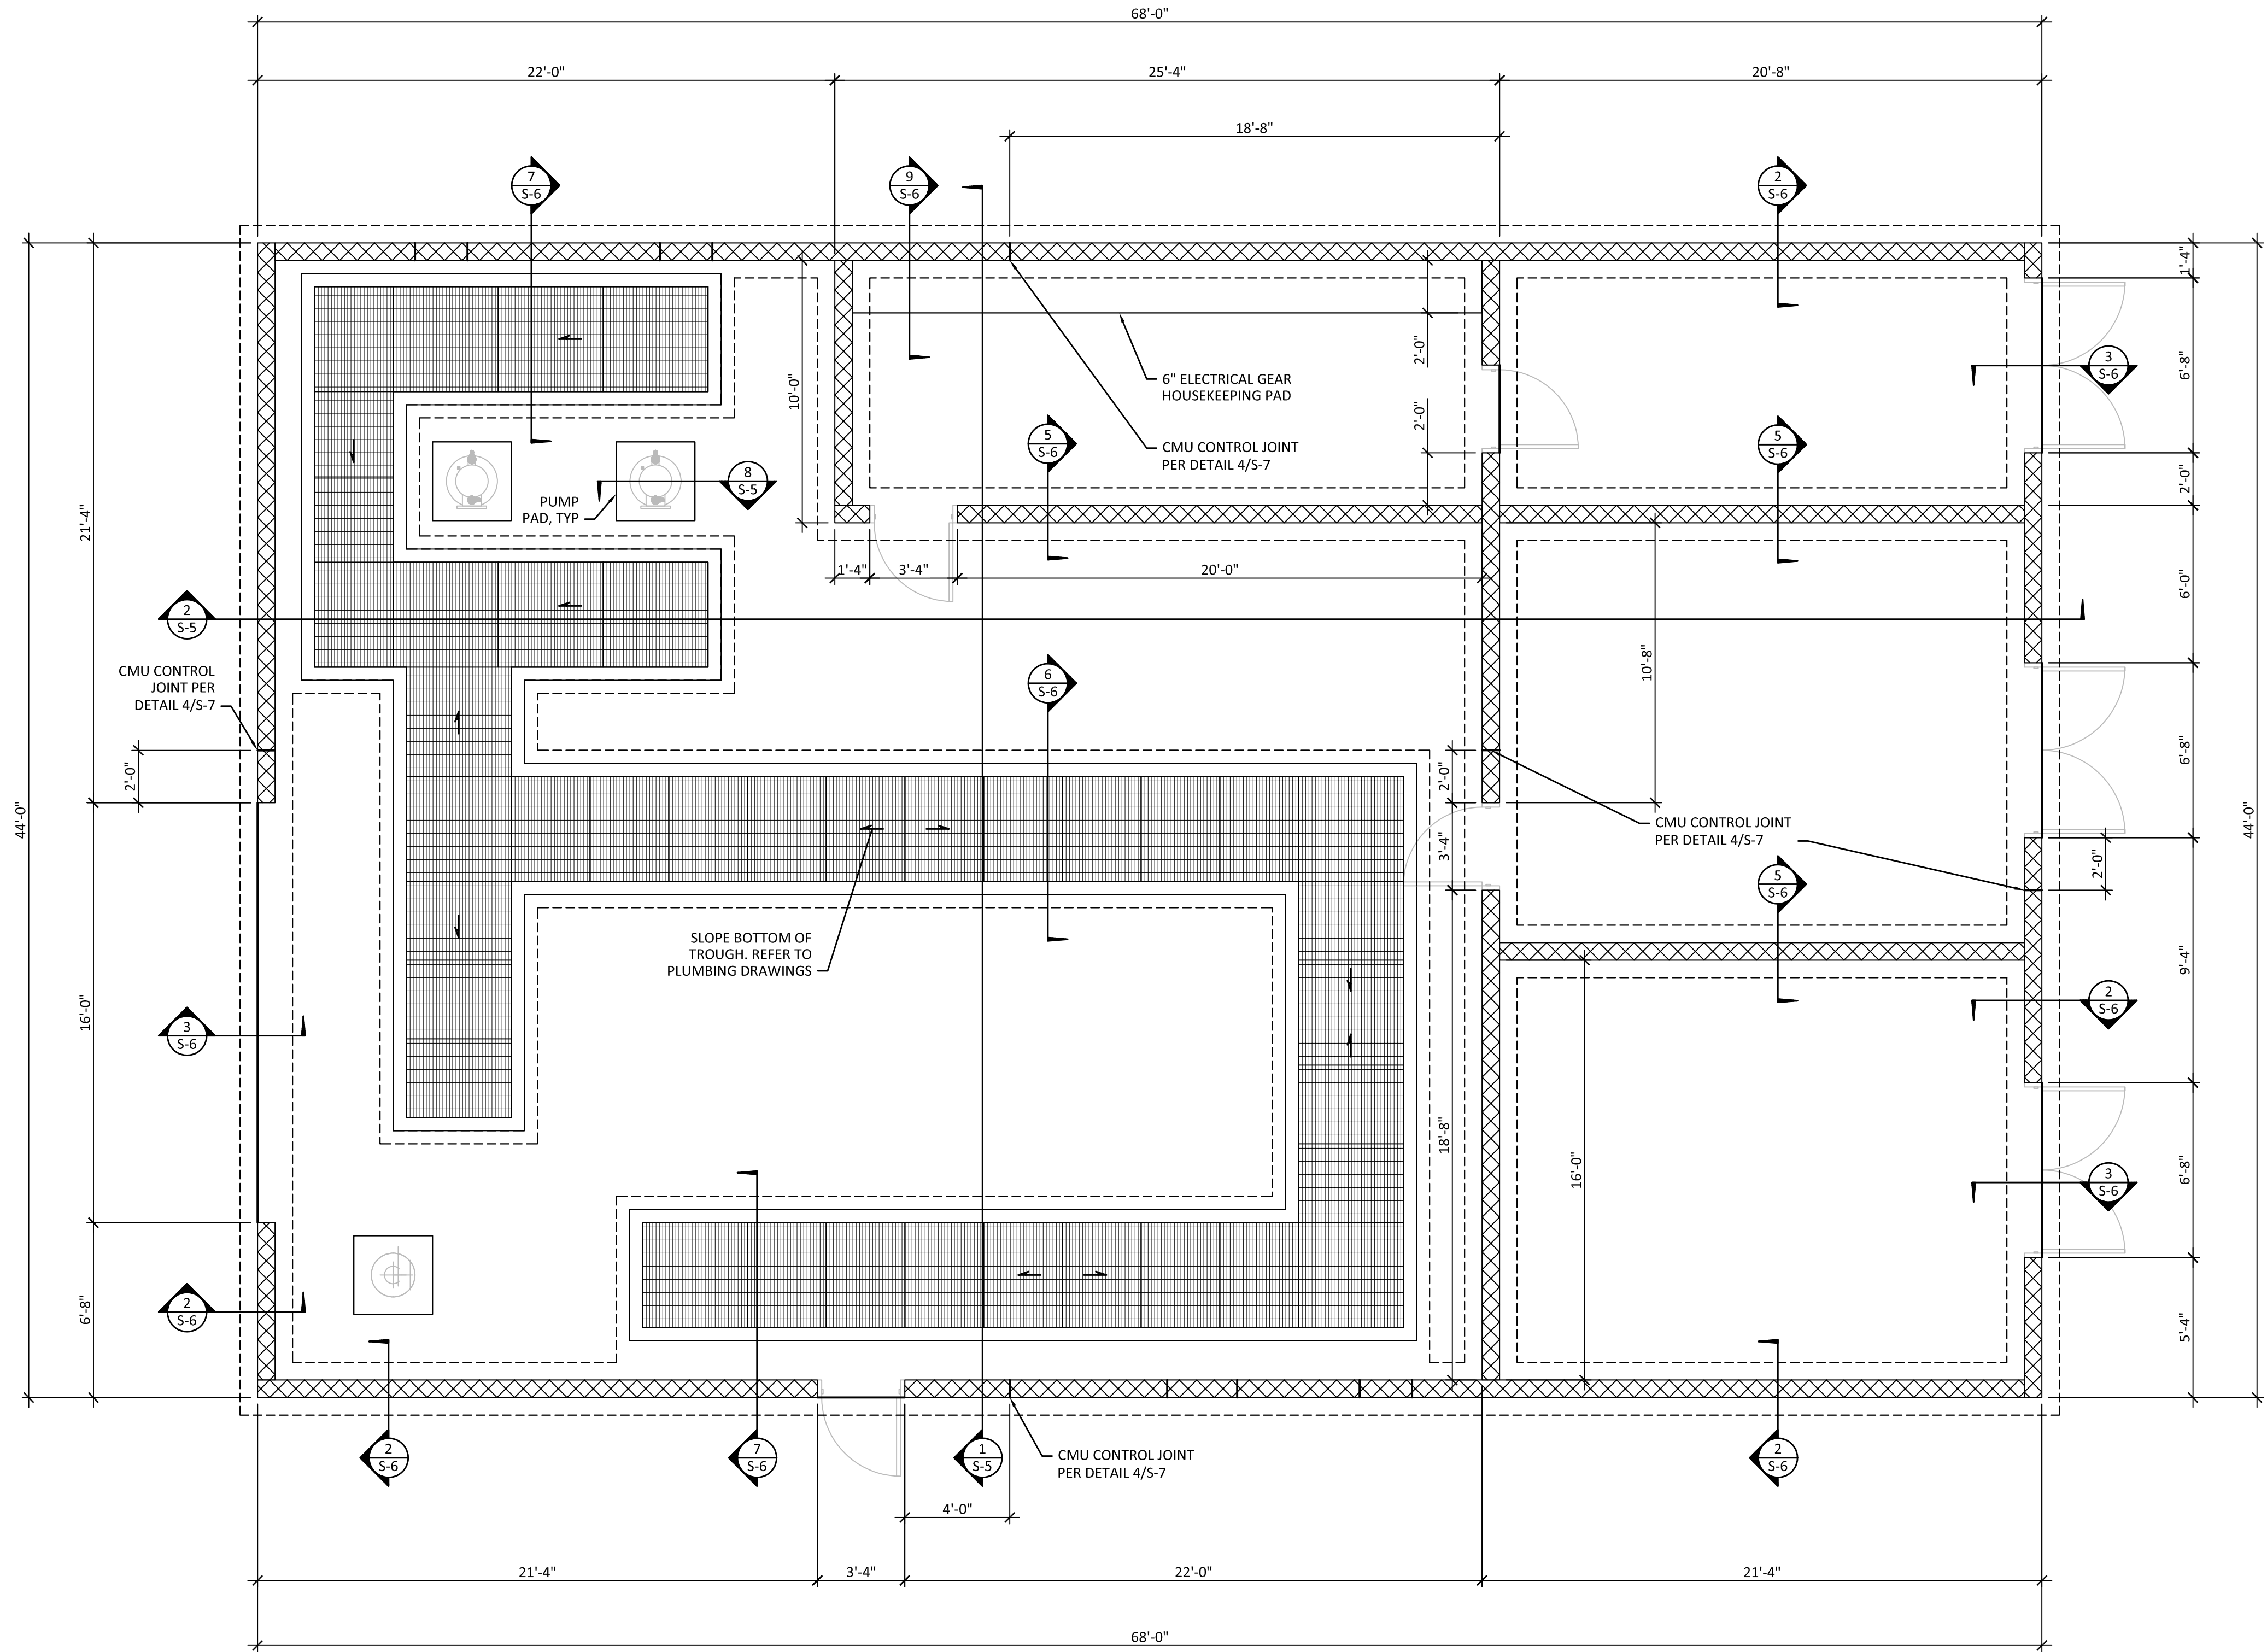 68'-0"
22'-0"
25'-4"
20'-8"
18'-8"
7
S-6
9
S-6
2
S-6
1'-4"
6'-8"
2'-0"
6'-0"
6'-8"
2'-0"
9'-4"
6'-8"
5'-4"
44'-0"
3
S-6
2'-0"
2'-0"
10'-0"
6" ELECTRICAL GEAR
HOUSEKEEPING PAD
5
S-6
CMU CONTROL JOINT
PER DETAIL 4/S-7
5
S-6
8
S-5
PUMP
PAD, TYP
21'-4"
1'-4"
3'-4"
20'-0"
2
S-5
CMU CONTROL
JOINT PER
DETAIL 4/S-7
2'-0"
44'-0"
6
S-6
10'-8"
2'-0"
3'-4"
CMU CONTROL JOINT
PER DETAIL 4/S-7
5
S-6
SLOPE BOTTOM OF
TROUGH. REFER TO
PLUMBING DRAWINGS
16'-0"
3
S-6
2
S-6
18'-8"
16'-0"
3
S-6
6'-8"
2
S-6
2
S-6
7
S-6
1
S-5
CMU CONTROL JOINT
PER DETAIL 4/S-7
2
S-6
4'-0"
21'-4"
3'-4"
22'-0"
21'-4"
68'-0"